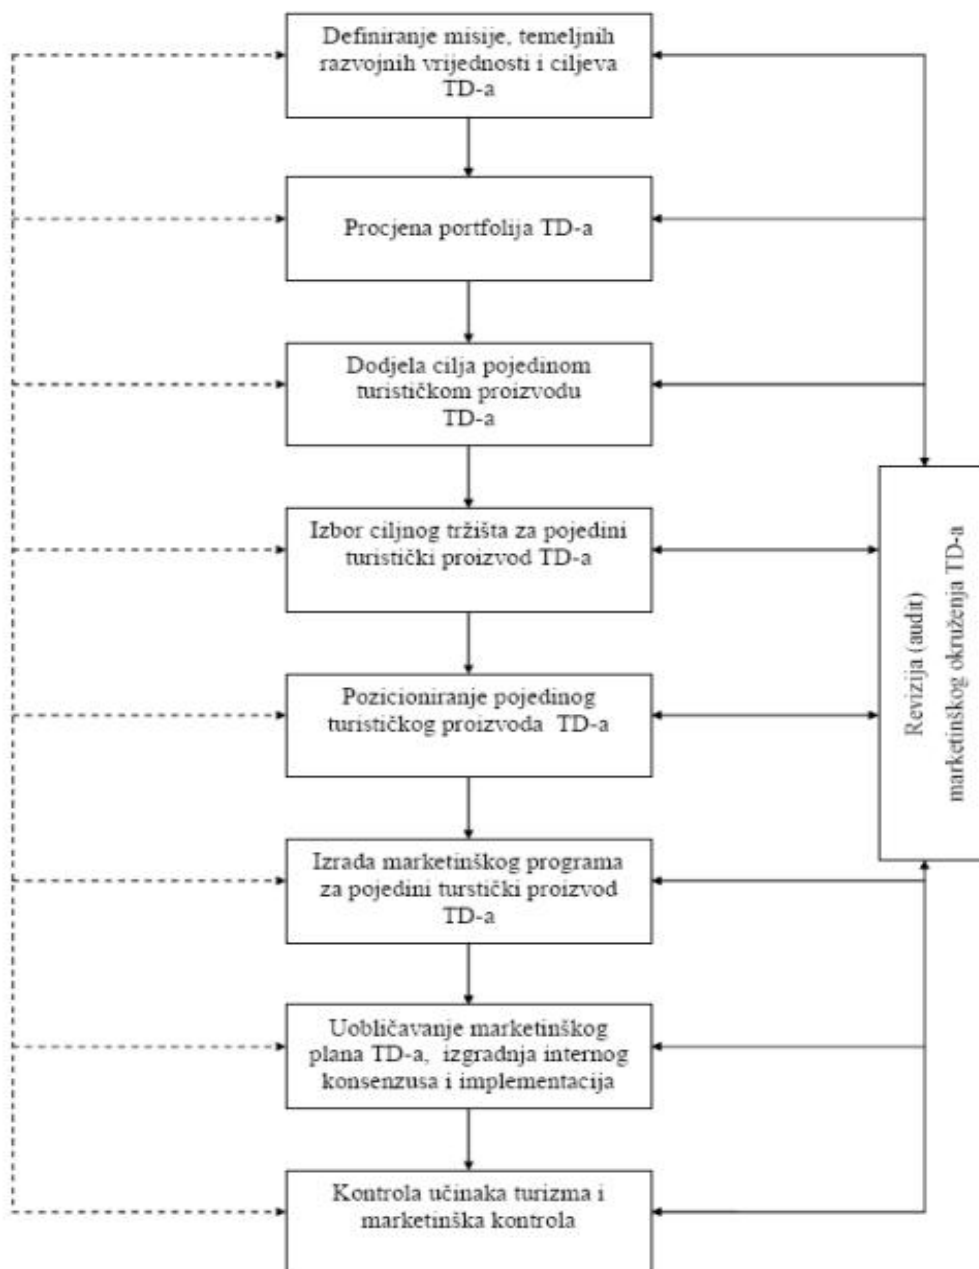 Definiranje misije, temeljnih
razvojnih vrijednosti i ciljeva
TD-a
Procjena portfolija TD-a
Dodjela cilja pojedinom
turističkom proizvodu
TD-a
Izbor ciljnog tržišta za pojedini
turistički proizvod TD-a
Pozicioniranje pojedinog
turističkog proizvoda TD-a
Izrada marketinškog programa
za pojedini turstički proizvod
TD-a
Uobličavanje marketinškog
plana TD-a, izgradnja internog
konsenzusa i implementacija
Kontrola učinaka turizma i
marketinška kontrola
Revizija (audit)
marketinškog okruženja TD-a